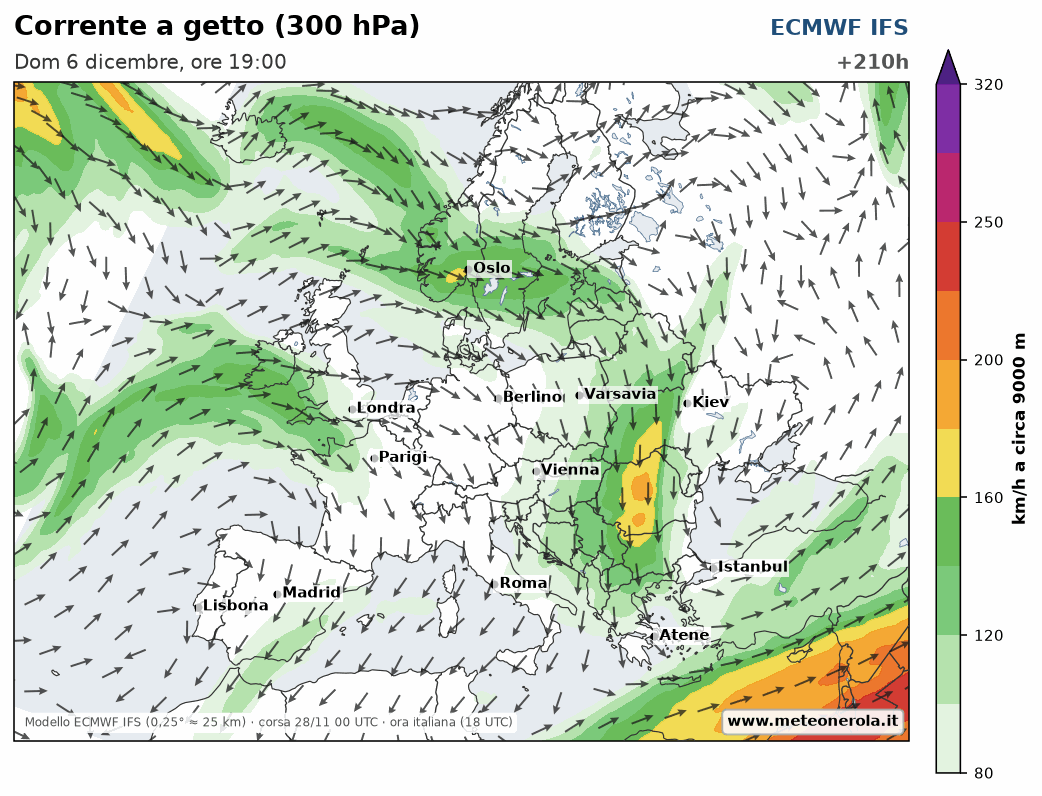 Corrente a getto (300 hPa)
ECMWF IFS
Dom 6 dicembre, ore 19:00
+210h
320
250
200
160
120
80
km/h a circa 9000 m
Oslo
Berlino
Varsavia
Kiev
Londra
Parigi
Vienna
Istanbul
Roma
Madrid
Lisbona
Atene
Modello ECMWF IFS (0,25° ≈ 25 km) · corsa 28/11 00 UTC · ora italiana (18 UTC)
www.meteonerola.it